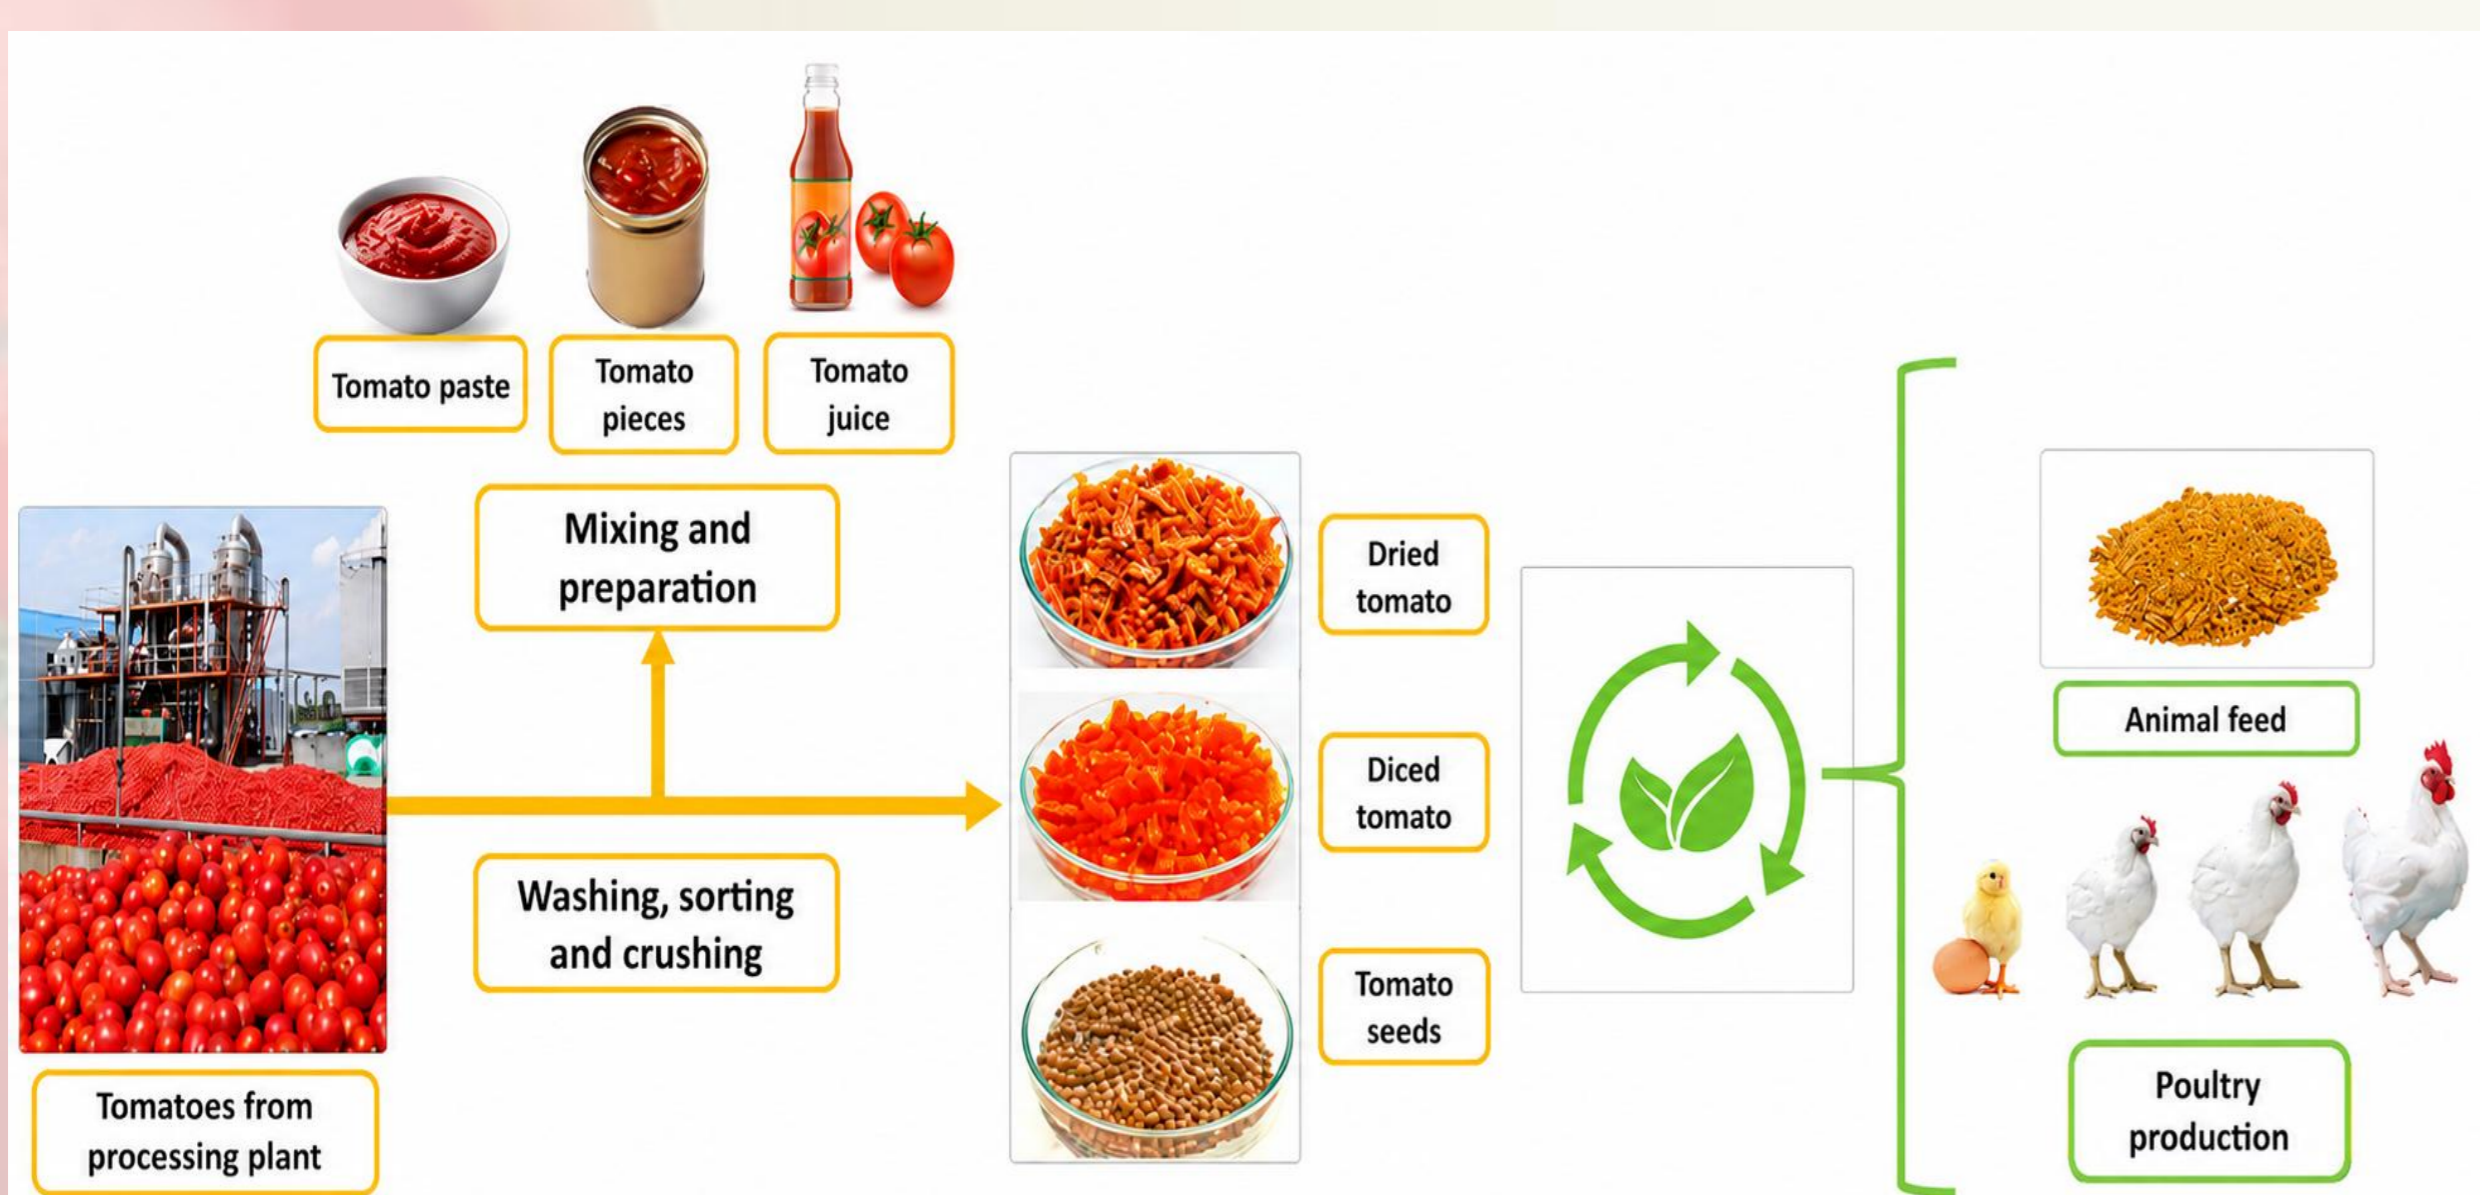 Tomato paste
Tomato
pieces
Tomato
juice
Mixing and
preparation
Washing, sorting
and crushing
Tomatoes from
processing plant
Dried
tomato
Diced
tomato
Tomato
seeds
Animal feed
Poultry
production